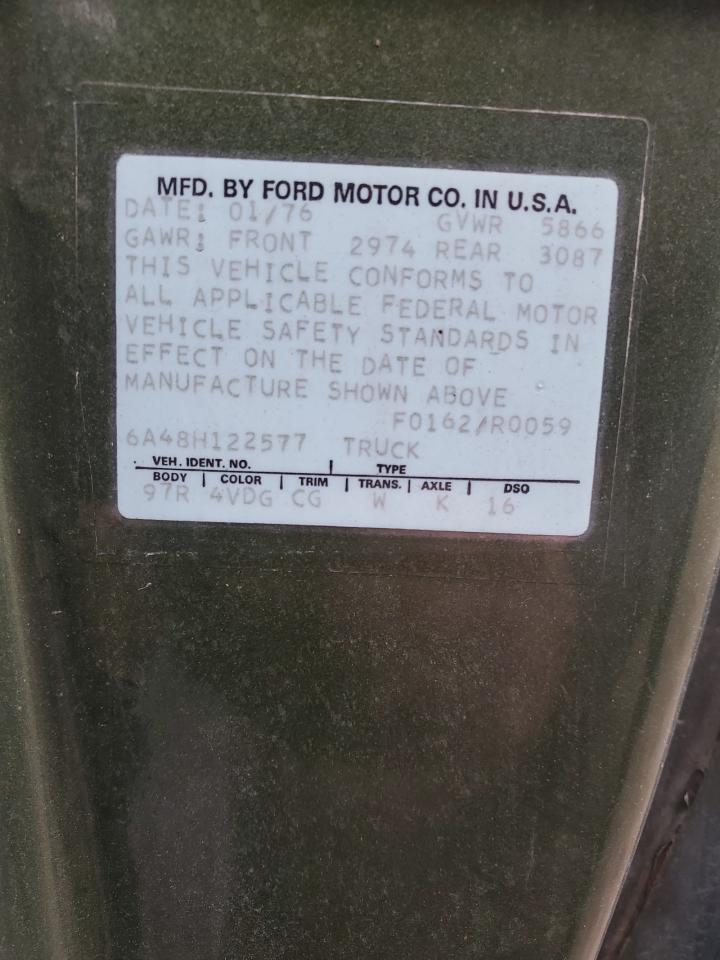 MFD. BY FORD MOTOR CO. IN U.S.A.
DATE: 01/76 GVWR 5866
GAWR: FRONT 2974 REAR 3087
THIS VEHICLE CONFORMS TO
ALL APPLICABLE FEDERAL MOTOR
VEHICLE SAFETY STANDARDS IN
EFFECT ON THE DATE OF
MANUFACTURE SHOWN ABOVE
F0162/R0059
6A48H122577 TRUCK
VEH. IDENT. NO. | TYPE
BODY | COLOR | TRIM | TRANS. | AXLE | DSO
97R 4VDG CG W K 16